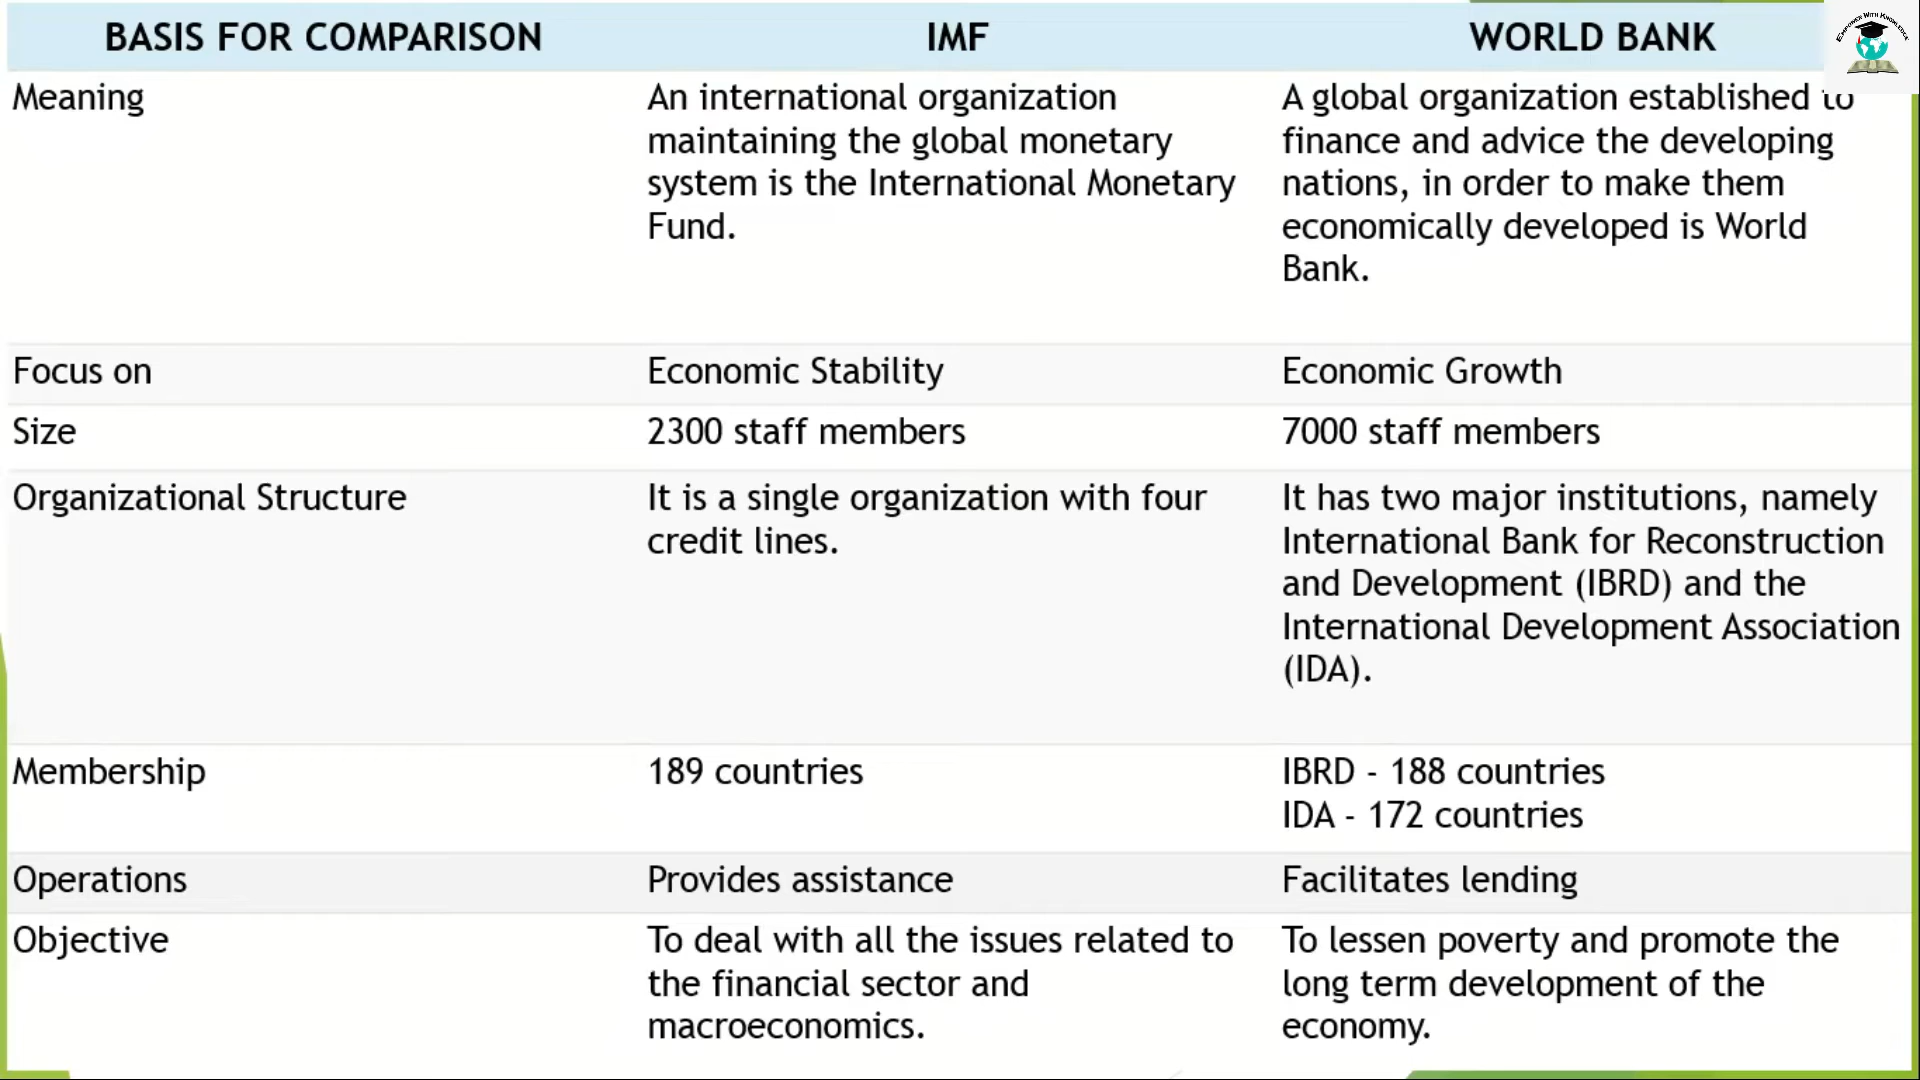 BASIS FOR COMPARISON IMF WORLD BANK
EMPOWER WITH KNOWLEDGE
Meaning
An international organization
maintaining the global monetary
system is the International Monetary
Fund.
A global organization established to
finance and advice the developing
nations, in order to make them
economically developed is World
Bank.
Focus on
Economic Stability
Economic Growth
Size
2300 staff members
7000 staff members
Organizational Structure
It is a single organization with four
credit lines.
It has two major institutions, namely
International Bank for Reconstruction
and Development (IBRD) and the
International Development Association
(IDA).
Membership
189 countries
IBRD - 188 countries
IDA - 172 countries
Operations
Provides assistance
Facilitates lending
Objective
To deal with all the issues related to
the financial sector and
macroeconomics.
To lessen poverty and promote the
long term development of the
economy.